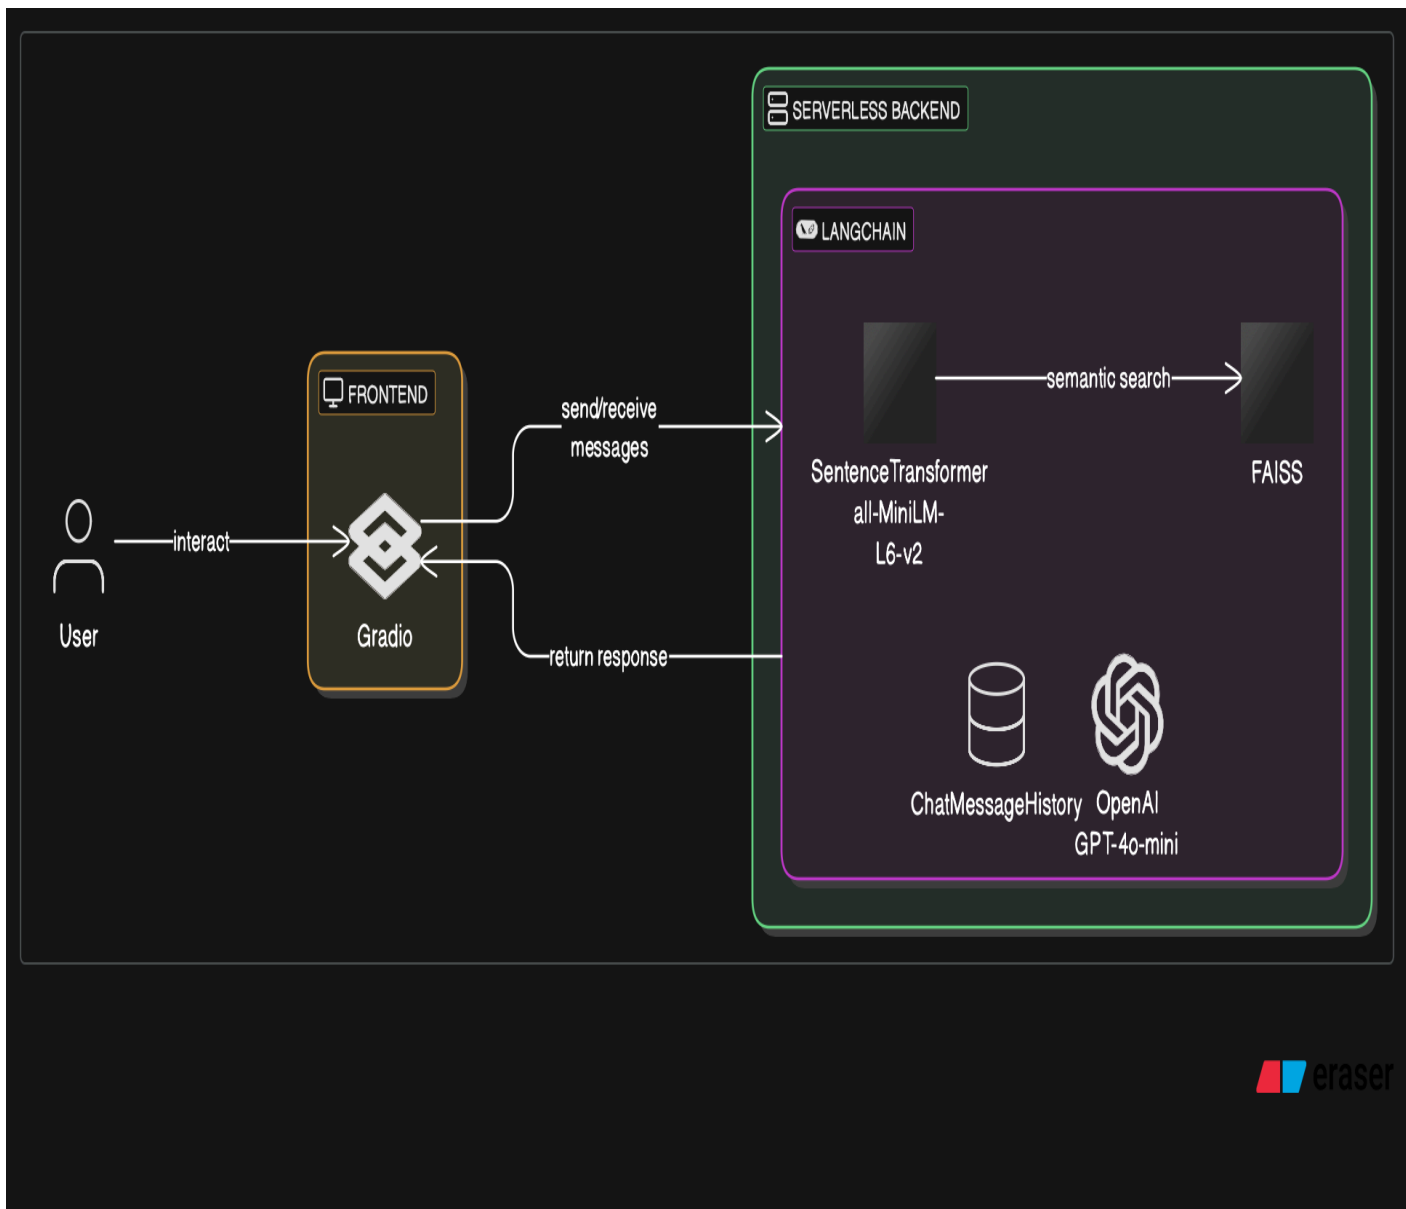 SERVERLESS BACKEND
LANGCHAIN
FRONTEND
send/receive
messages
semantic search
SentenceTransformer
all-MiniLM-
L6-v2
FAISS
interact
User
Gradio
return response
ChatMessageHistory
OpenAI
GPT-4o-mini
eraser